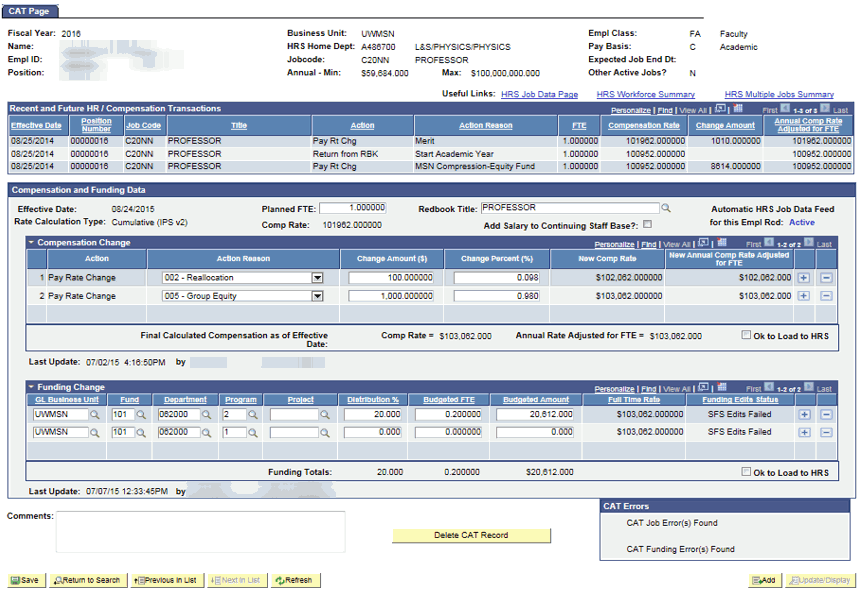 CAT Page
Fiscal Year: 2016 Business Unit: UWMSN Empl Class: FA Faculty
Name: HRS Home Dept: A486700 L&S/PHYSICS/PHYSICS Pay Basis: C Academic
Empl ID: Jobcode: C20NN PROFESSOR Expected Job End Dt:
Position: Annual - Min: $59,684.000 Max: $100,000,000.000 Other Active Jobs? N
Useful Links: HRS Job Data Page HRS Workforce Summary HRS Multiple Jobs Summary
Recent and Future HR / Compensation Transactions Personalize | Find | View All | First 1-3 of 3 Last
Effective Date Position Number Job Code Title Action Action Reason FTE Compensation Rate Change Amount Annual Comp Rate Adjusted for FTE
08/25/2014 00000016 C20NN PROFESSOR Pay Rt Chg Merit 1.000000 101962.000000 1010.000000 101962.000000
08/25/2014 00000016 C20NN PROFESSOR Return from RBK Start Academic Year 1.000000 100952.000000 100952.000000
08/25/2014 00000016 C20NN PROFESSOR Pay Rt Chg MSN Compression-Equity Fund 1.000000 100952.000000 8614.000000 100952.000000
Compensation and Funding Data
Effective Date: 08/24/2015 Planned FTE: 1.000000 Redbook Title: PROFESSOR Automatic HRS Job Data Feed
Rate Calculation Type: Cumulative (IPS v2) Comp Rate: 101962.000000 Add Salary to Continuing Staff Base?: for this Empl Rcd: Active
Compensation Change Personalize | Find | View All | First 1-2 of 2 Last
Action Action Reason Change Amount ($) Change Percent (%) New Comp Rate New Annual Comp Rate Adjusted for FTE
1 Pay Rate Change 002 - Reallocation 100.000000 0.098 $102,062.000000 $102,062.000
2 Pay Rate Change 005 - Group Equity 1,000.000000 0.980 $103,062.000000 $103,062.000
Final Calculated Compensation as of Effective Date: Comp Rate = $103,062.000 Annual Rate Adjusted for FTE = $103,062.000 Ok to Load to HRS
Last Update: 07/02/15 4:16:50PM by
Funding Change Personalize | Find | View All | First 1-2 of 2 Last
GL Business Unit Fund Department Program Project Distribution % Budgeted FTE Budgeted Amount Full Time Rate Funding Edits Status
UWMSN 101 062000 2 20.000 0.200000 20,612.000 $103,062.000000 SFS Edits Failed
UWMSN 101 062000 1 0.000 0.000000 0.000 $103,062.000000 SFS Edits Failed
Funding Totals: 20.000 0.200000 $20,612.000 Ok to Load to HRS
Last Update: 07/07/15 12:33:45PM by
CAT Errors
Comments: Delete CAT Record CAT Job Error(s) Found
CAT Funding Error(s) Found
Save Return to Search Previous in List Next in List Refresh Add Update/Display